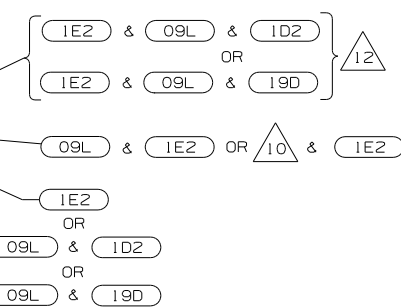 1E2 & 09L & 1D2
OR
12
1E2 & 09L & 19D
09L & 1E2 OR 10 & 1E2
1E2
OR
09L & 1D2
OR
09L & 19D